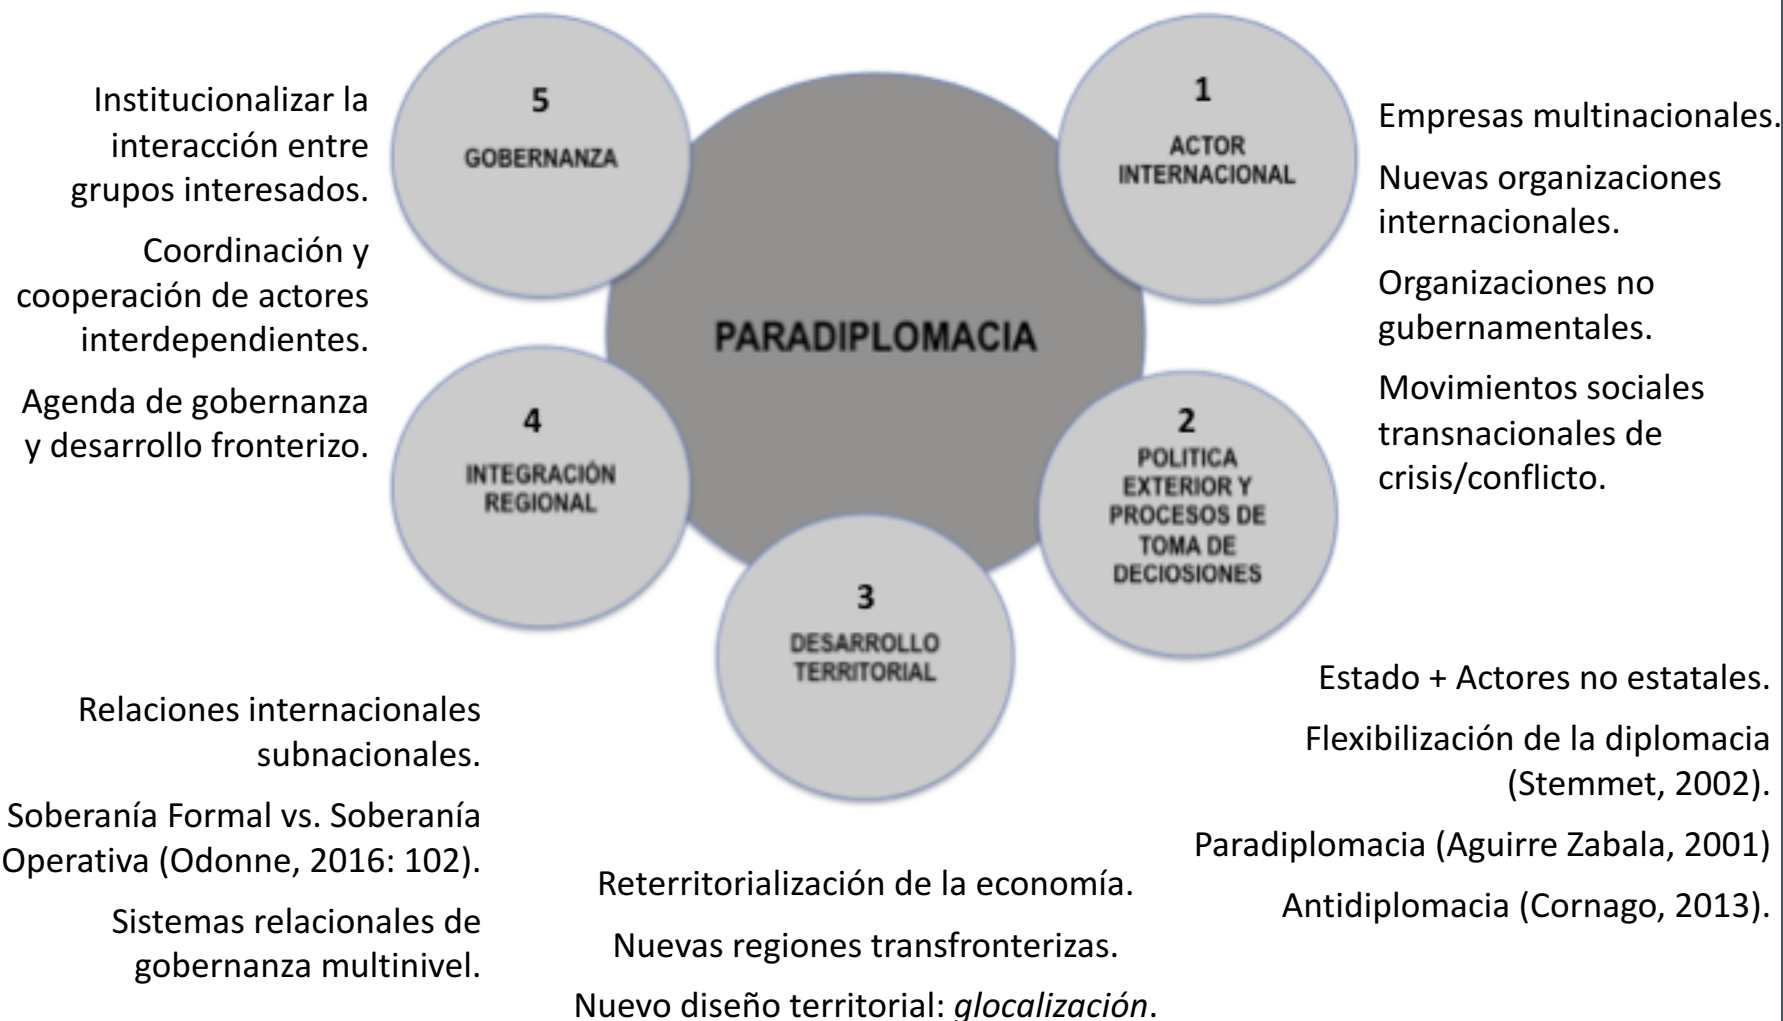 PARADIPLOMACIA
1
ACTOR
INTERNACIONAL
Empresas multinacionales.
Nuevas organizaciones
internacionales.
Organizaciones no
gubernamentales.
Movimientos sociales
transnacionales de
crisis/conflicto.
2
POLITICA
EXTERIOR Y
PROCESOS DE
TOMA DE
DECIOSIONES
Estado + Actores no estatales.
Flexibilización de la diplomacia
(Stemmet, 2002).
Paradiplomacia (Aguirre Zabala, 2001)
Antidiplomacia (Cornago, 2013).
3
DESARROLLO
TERRITORIAL
Reterritorialización de la economía.
Nuevas regiones transfronterizas.
Nuevo diseño territorial: glocalización.
4
INTEGRACIÓN
REGIONAL
Relaciones internacionales
subnacionales.
Soberanía Formal vs. Soberanía
Operativa (Odonne, 2016: 102).
Sistemas relacionales de
gobernanza multinivel.
5
GOBERNANZA
Institucionalizar la
interacción entre
grupos interesados.
Coordinación y
cooperación de actores
interdependientes.
Agenda de gobernanza
y desarrollo fronterizo.